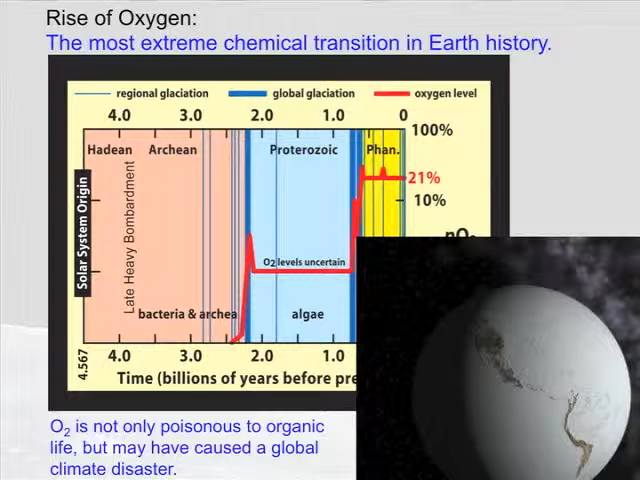 Rise of Oxygen:
The most extreme chemical transition in Earth history.
regional glaciation global glaciation oxygen level
4.0 3.0 2.0 1.0 0
100%
Hadean Archean Proterozoic Phan.
21%
10%
Solar System Origin
Late Heavy Bombardment
O2 levels uncertain
bacteria & archea algae
4.567 4.0 3.0 2.0 1.0
Time (billions of years before pre
O2 is not only poisonous to organic
life, but may have caused a global
climate disaster.